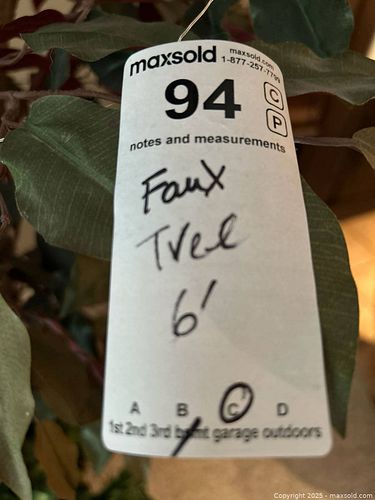 maxsold maxsold.com
1-877-257-7799
94 C
P
notes and measurements
Faux
Tree
6'
A B C D
1st 2nd 3rd bsmt garage outdoors
Copyright 2025 - maxsold.com